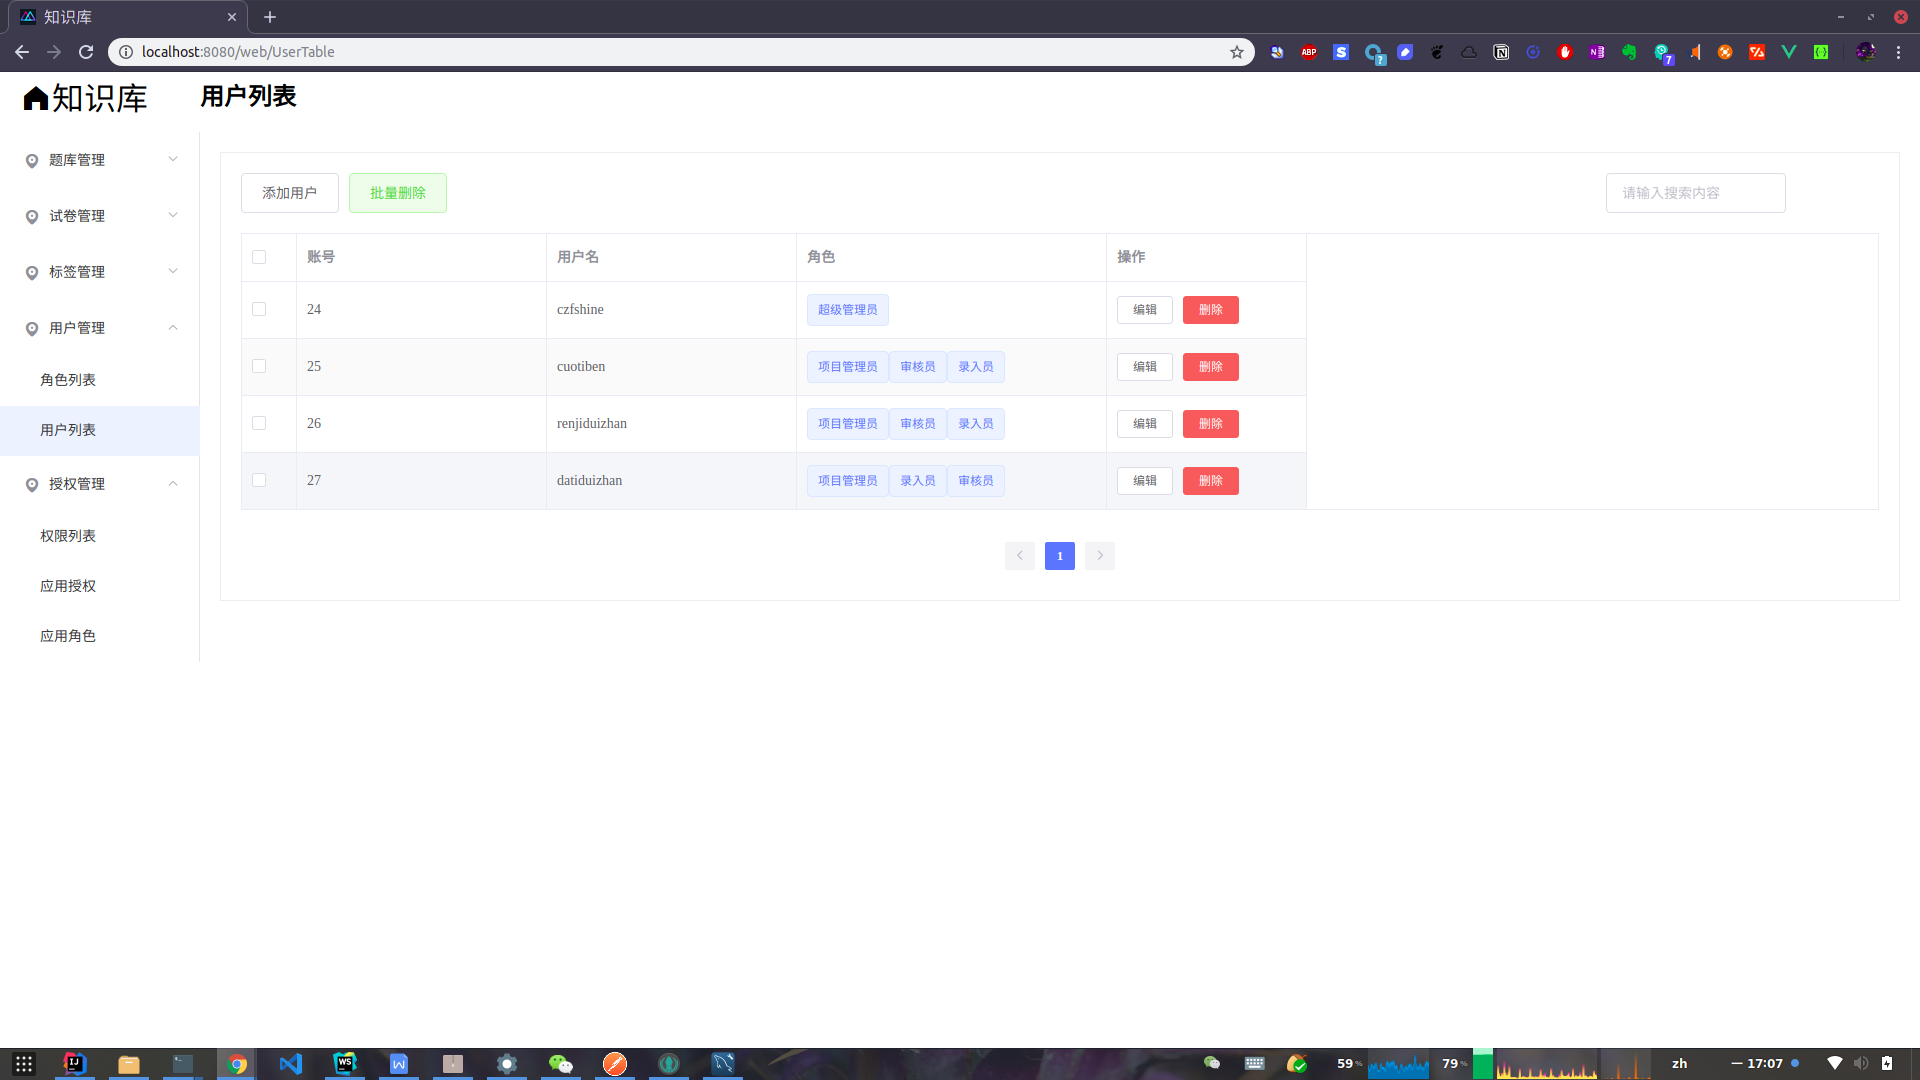 知识库
localhost:8080/web/UserTable
ABP
7
知识库
用户列表
题库管理
试卷管理
标签管理
用户管理
角色列表
用户列表
授权管理
权限列表
应用授权
应用角色
添加用户 批量删除 请输入搜索内容
账号 用户名 角色 操作
24 czfshine 超级管理员 编辑 删除
25 cuotiben 项目管理员 审核员 录入员 编辑 删除
26 renjiduizhan 项目管理员 审核员 录入员 编辑 删除
27 datiduizhan 项目管理员 录入员 审核员 编辑 删除
1
59% 79% zh 一 17:07